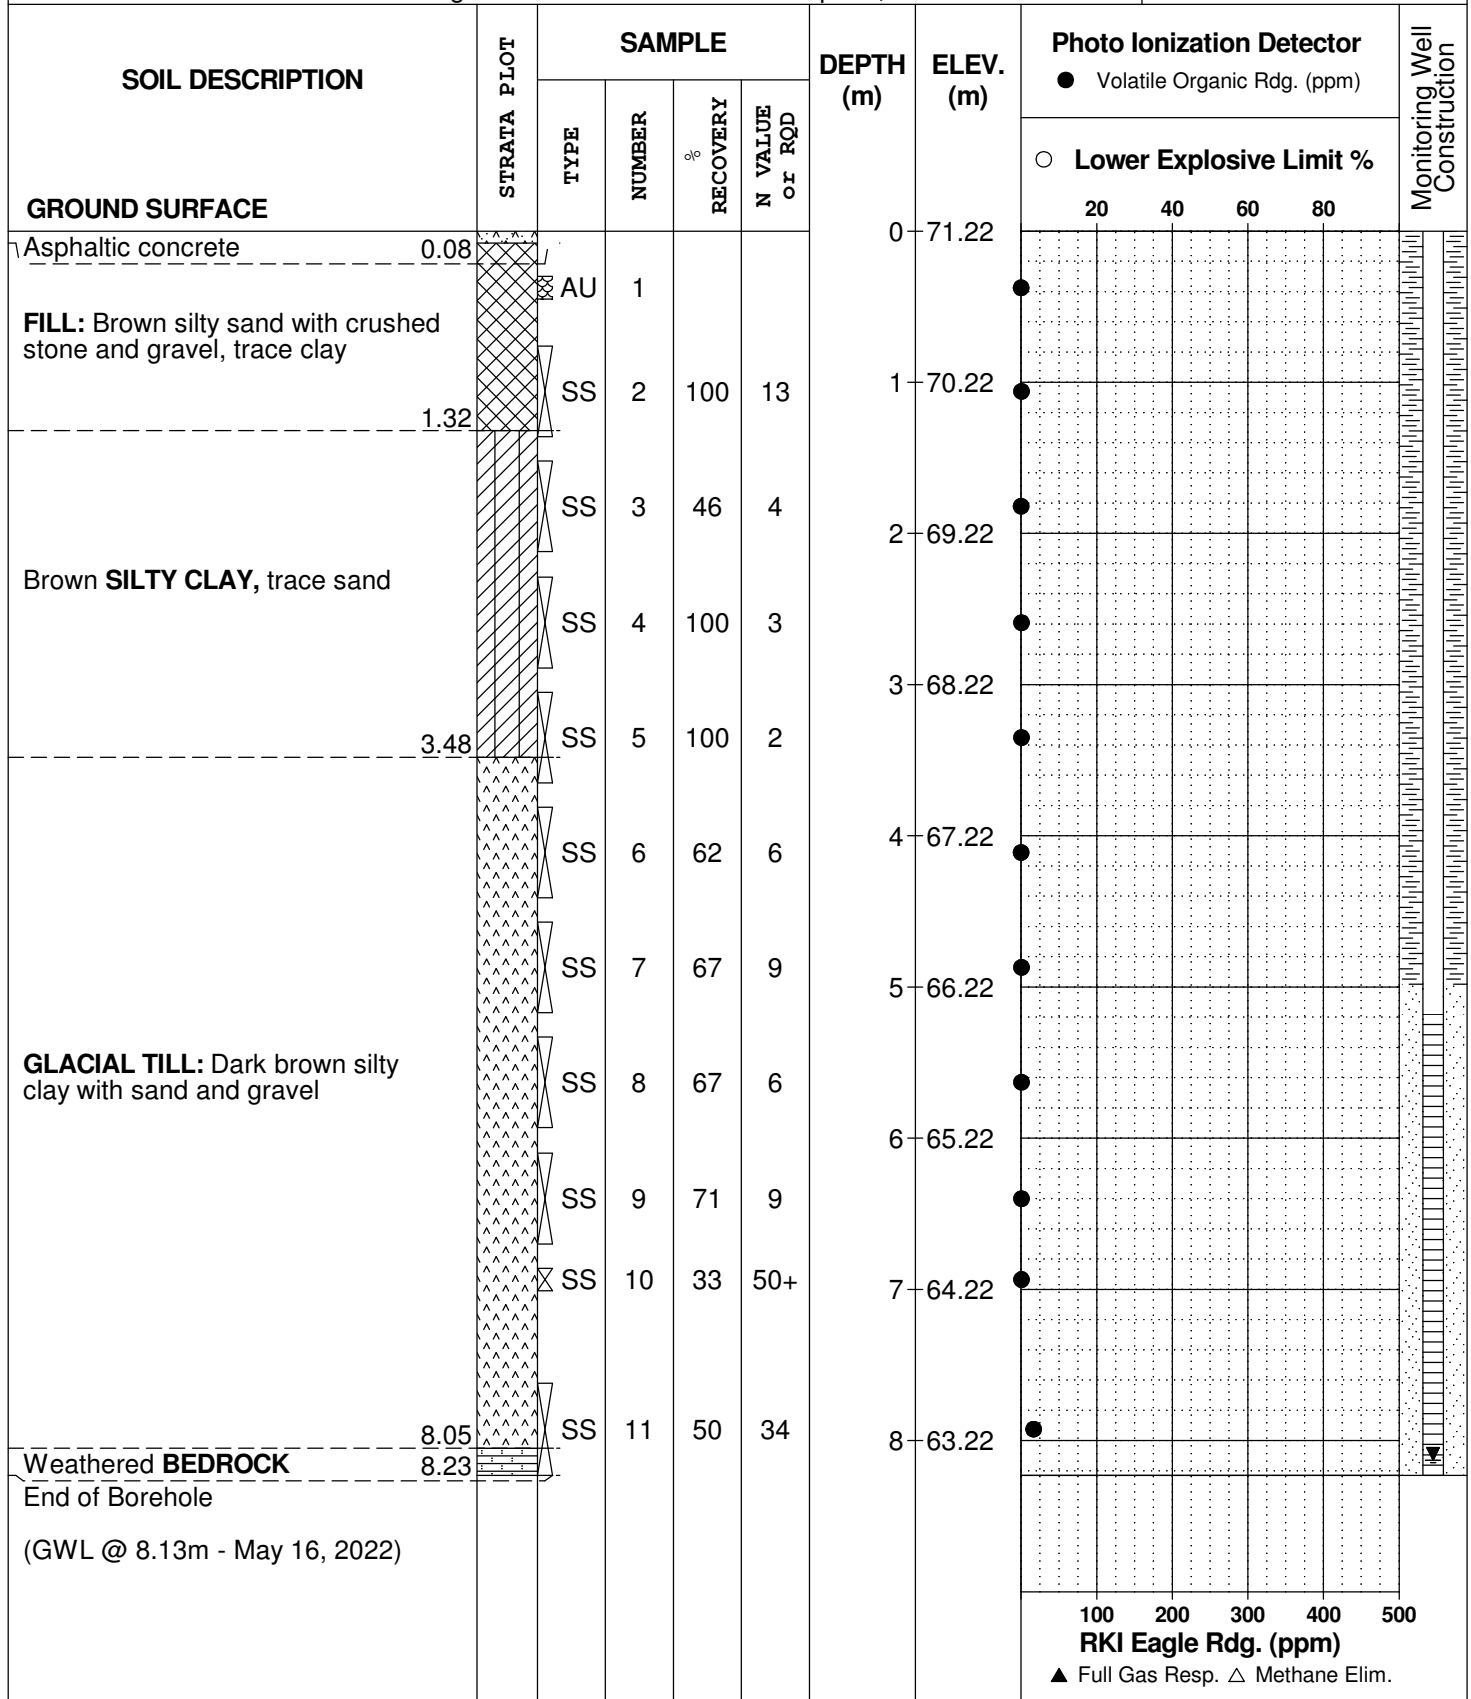 SOIL DESCRIPTION
GROUND SURFACE
STRATA PLOT
SAMPLE
TYPE
NUMBER
% RECOVERY
N VALUE or RQD
DEPTH (m)
ELEV. (m)
Photo Ionization Detector
● Volatile Organic Rdg. (ppm)
○ Lower Explosive Limit %
20 40 60 80
Monitoring Well Construction
0 71.22
Asphaltic concrete 0.08
AU 1
FILL: Brown silty sand with crushed
stone and gravel, trace clay
1 70.22
SS 2 100 13
1.32
SS 3 46 4
2 69.22
Brown SILTY CLAY, trace sand
SS 4 100 3
3 68.22
SS 5 100 2
3.48
4 67.22
SS 6 62 6
SS 7 67 9
5 66.22
GLACIAL TILL: Dark brown silty
clay with sand and gravel
SS 8 67 6
6 65.22
SS 9 71 9
SS 10 33 50+
7 64.22
SS 11 50 34
8.05
8 63.22
Weathered BEDROCK 8.23
End of Borehole
(GWL @ 8.13m - May 16, 2022)
100 200 300 400 500
RKI Eagle Rdg. (ppm)
▲ Full Gas Resp. △ Methane Elim.